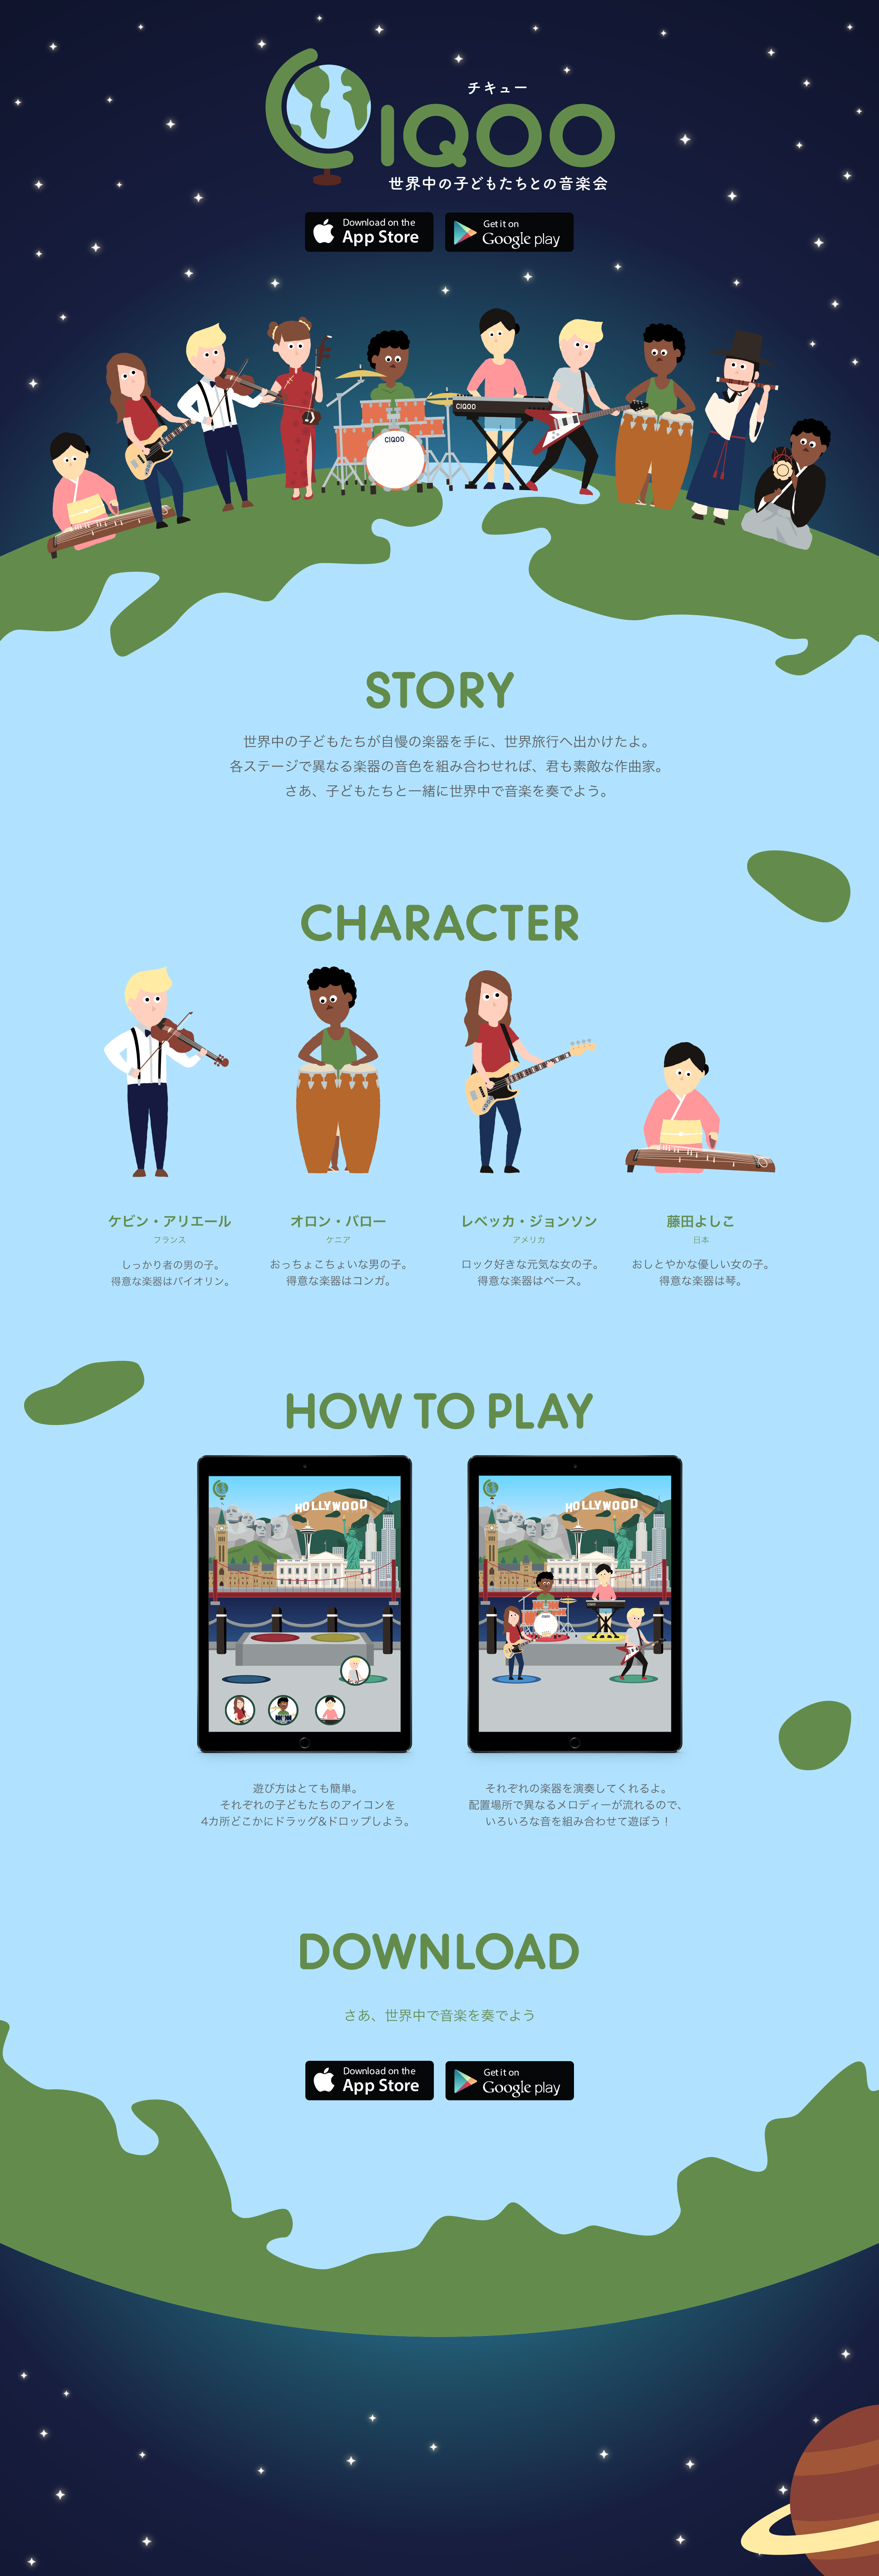 チキュー
CIQOO
世界中の子どもたちとの音楽会
Download on the
App Store
Get it on
Google play
CIQOO
CIQOO
STORY
世界中の子どもたちが自慢の楽器を手に、世界旅行へ出かけたよ。
各ステージで異なる楽器の音色を組み合わせれば、君も素敵な作曲家。
さあ、子どもたちと一緒に世界中で音楽を奏でよう。
CHARACTER
ケビン・アリエール
フランス
しっかり者の男の子。
得意な楽器はバイオリン。
オロン・バロー
ケニア
おっちょこちょいな男の子。
得意な楽器はコンガ。
レベッカ・ジョンソン
アメリカ
ロック好きな元気な女の子。
得意な楽器はベース。
藤田よしこ
日本
おしとやかな優しい女の子。
得意な楽器は琴。
HOW TO PLAY
HOLLYWOOD
HOLLYWOOD
CIQOO
CIQOO
遊び方はとても簡単。
それぞれの子どもたちのアイコンを
4カ所どこかにドラッグ&ドロップしよう。
それぞれの楽器を演奏してくれるよ。
配置場所で異なるメロディーが流れるので、
いろいろな音を組み合わせて遊ぼう！
DOWNLOAD
さあ、世界中で音楽を奏でよう
Download on the
App Store
Get it on
Google play